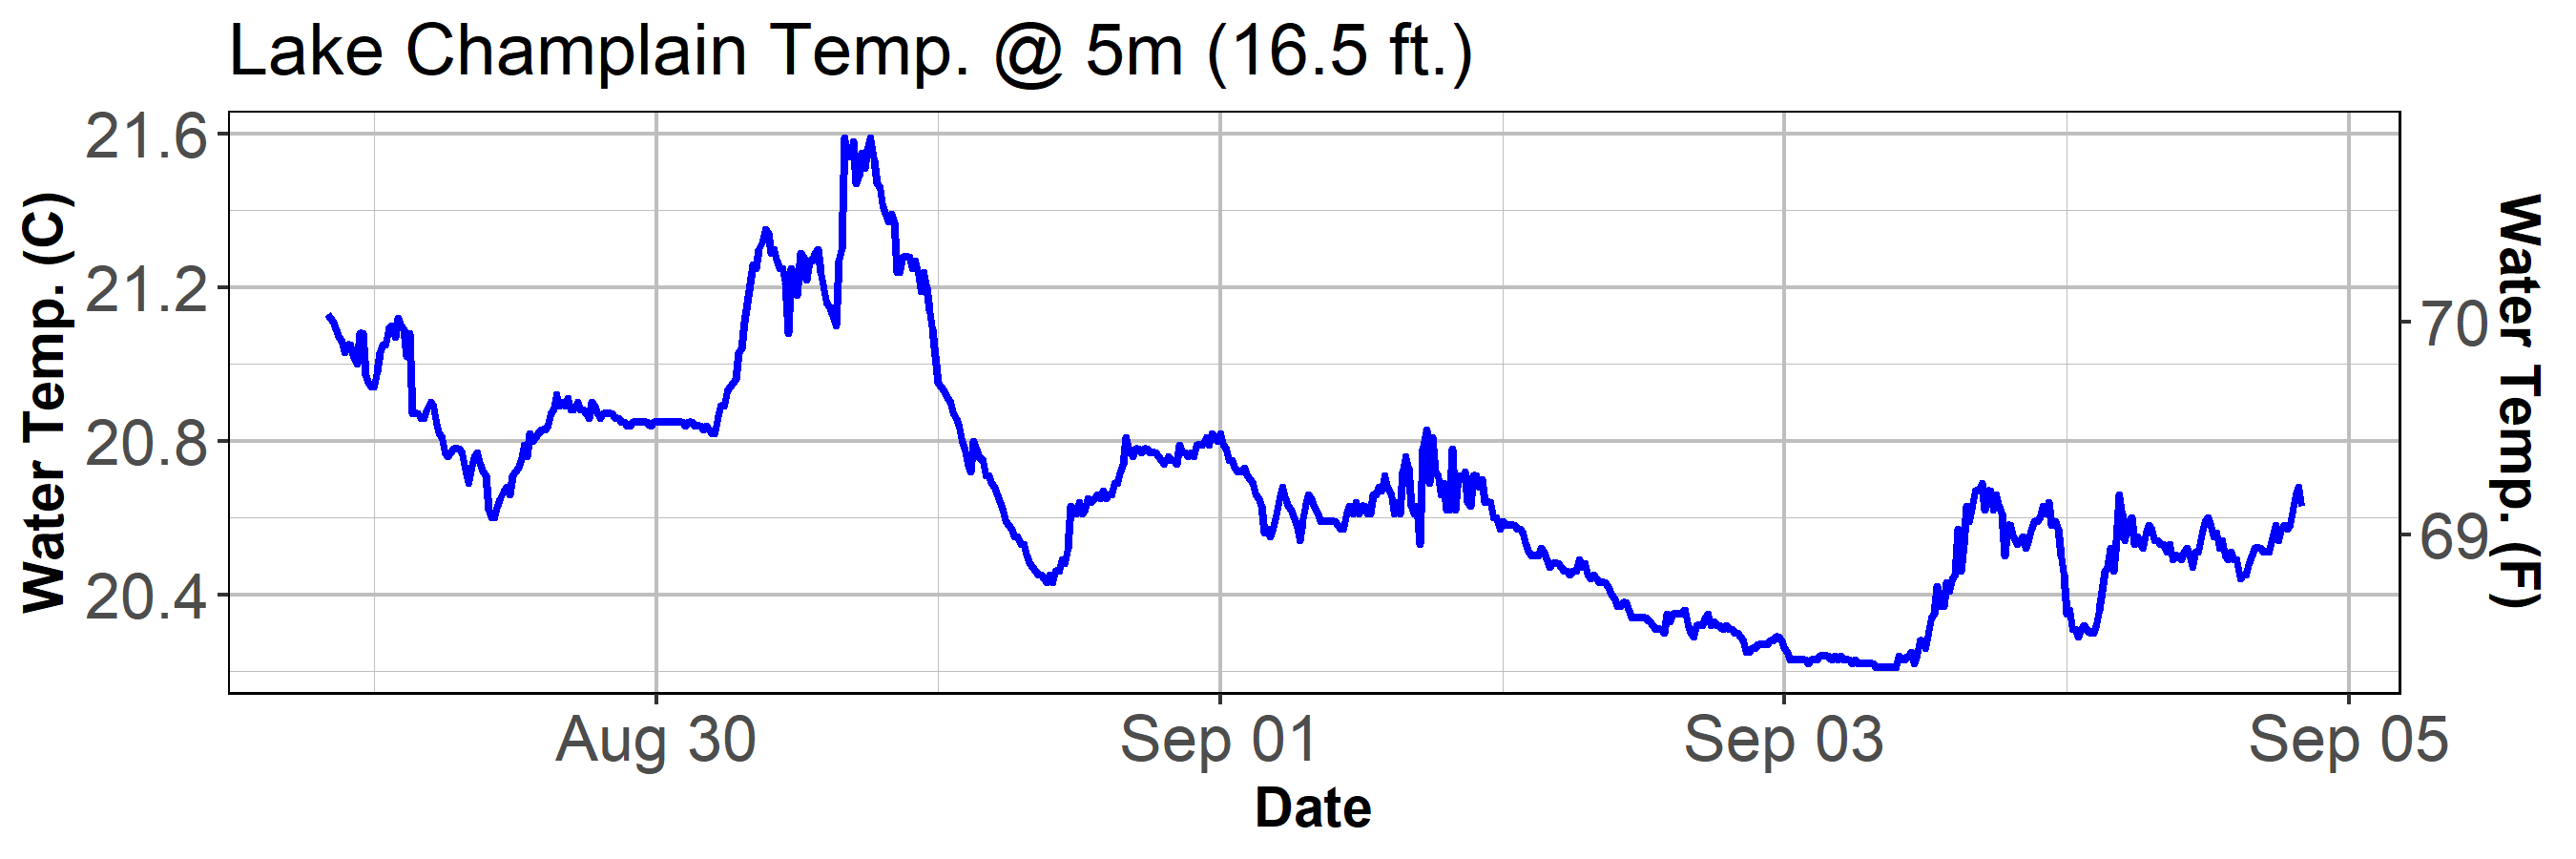 Lake Champlain Temp. @ 5m (16.5 ft.)
Water Temp. (C)
21.6
21.2
20.8
20.4
70
69
Water Temp. (F)
Aug 30
Sep 01
Sep 03
Sep 05
Date